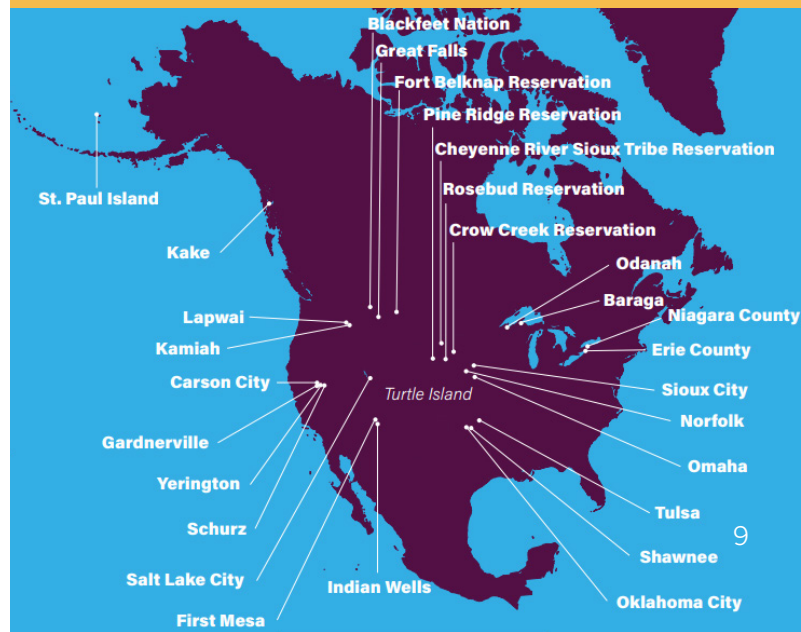 Blackfeet Nation
Great Falls
Fort Belknap Reservation
Pine Ridge Reservation
Cheyenne River Sioux Tribe Reservation
Rosebud Reservation
St. Paul Island
Crow Creek Reservation
Kake
Odanah
Baraga
Niagara County
Lapwai
Kamiah
Erie County
Carson City
Sioux City
Turtle Island
Norfolk
Gardnerville
Omaha
Yerington
Tulsa
Schurz
9
Shawnee
Salt Lake City
Indian Wells
Oklahoma City
First Mesa